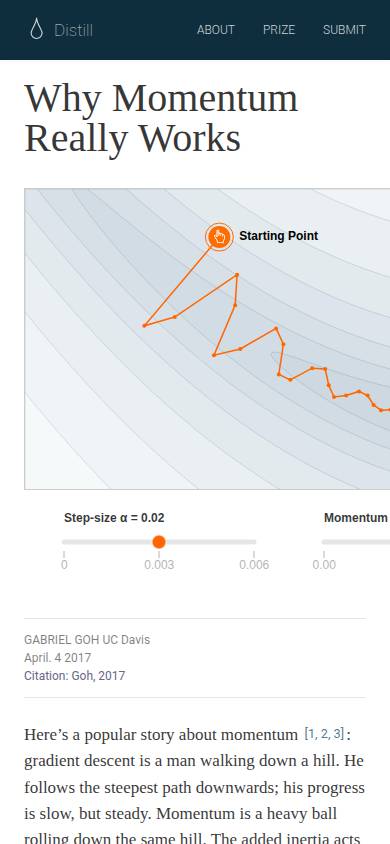 Distill
ABOUT PRIZE SUBMIT
Why Momentum
Really Works
Starting Point
Step-size α = 0.02
0 0.003 0.006
Momentum
0.00
GABRIEL GOH UC Davis
April. 4 2017
Citation: Goh, 2017
Here’s a popular story about momentum [1, 2, 3]:
gradient descent is a man walking down a hill. He
follows the steepest path downwards; his progress
is slow, but steady. Momentum is a heavy ball
rolling down the same hill. The added inertia acts